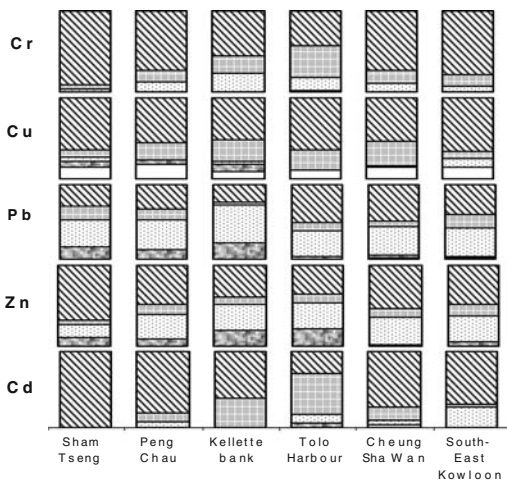 Cr
Cu
Pb
Zn
Cd
Sham Tseng
Peng Chau
Kellette bank
Tolo Harbour
Cheung Sha Wan
South-East Kowloon